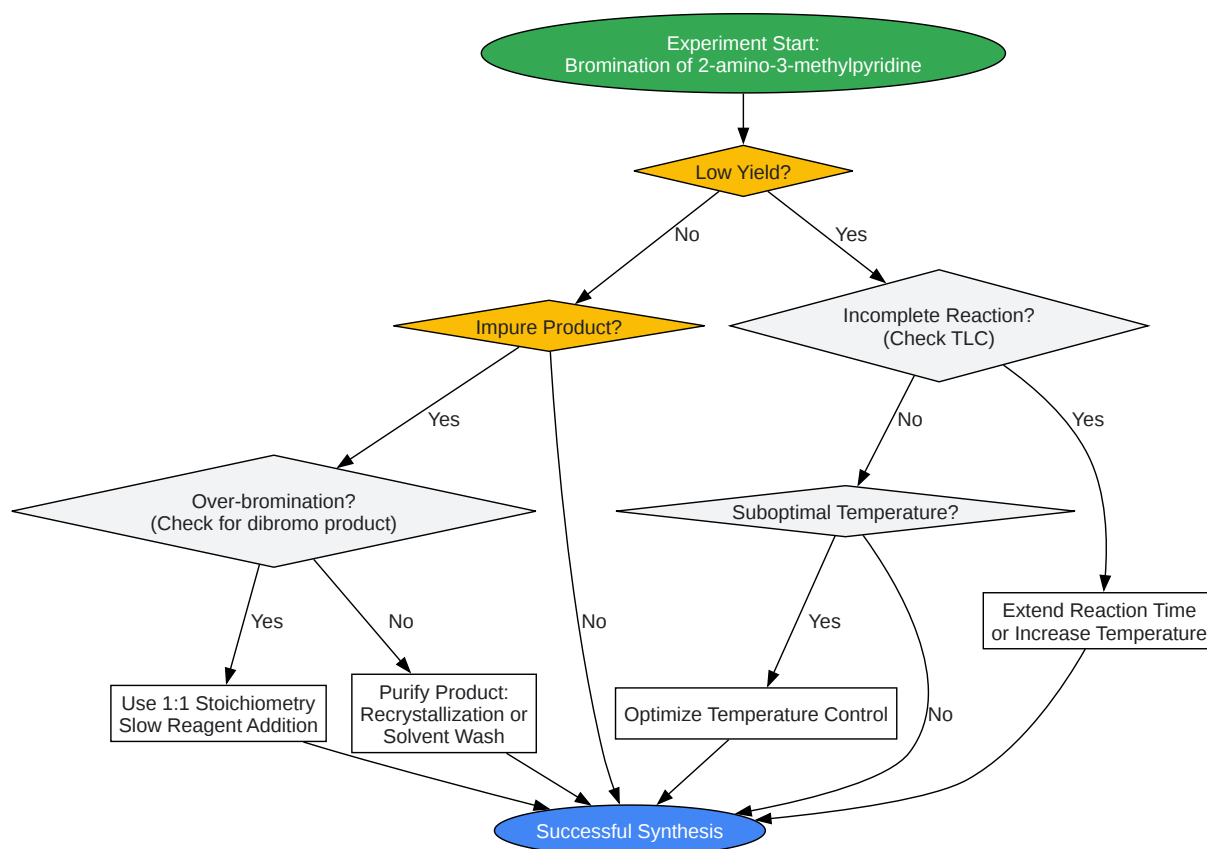 Experiment Start:
Bromination of 2-amino-3-methylpyridine
Low Yield?
No
Yes
Impure Product?
Incomplete Reaction?
(Check TLC)
Yes
No
Yes
Over-bromination?
(Check for dibromo product)
Suboptimal Temperature?
Yes
No
No
Yes
No
Extend Reaction Time
or Increase Temperature
Use 1:1 Stoichiometry
Slow Reagent Addition
Purify Product:
Recrystallization or
Solvent Wash
Optimize Temperature Control
Successful Synthesis